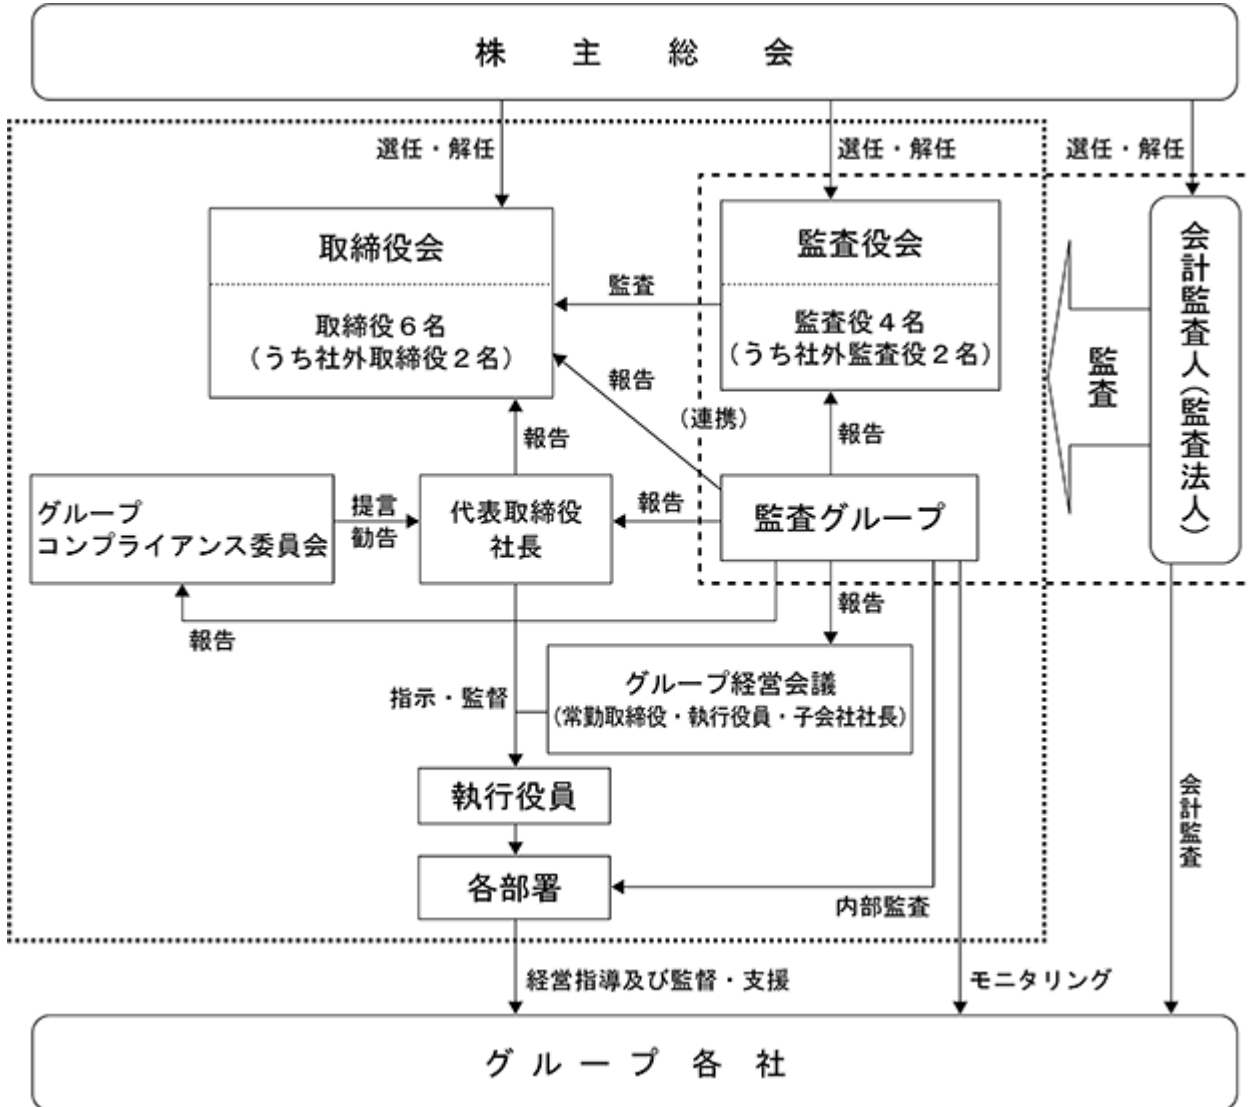 株主総会
選任・解任
選任・解任
選任・解任
取締役会
取締役６名
（うち社外取締役２名）
監査
監査役会
監査役４名
（うち社外監査役２名）
会計監査人（監査法人）
監査
報告
（連携）
報告
報告
グループ
コンプライアンス委員会
提言
勧告
代表取締役
社長
報告
監査グループ
報告
報告
指示・監督
グループ経営会議
（常勤取締役・執行役員・子会社社長）
執行役員
各部署
内部監査
会計監査
経営指導及び監督・支援
モニタリング
グループ各社